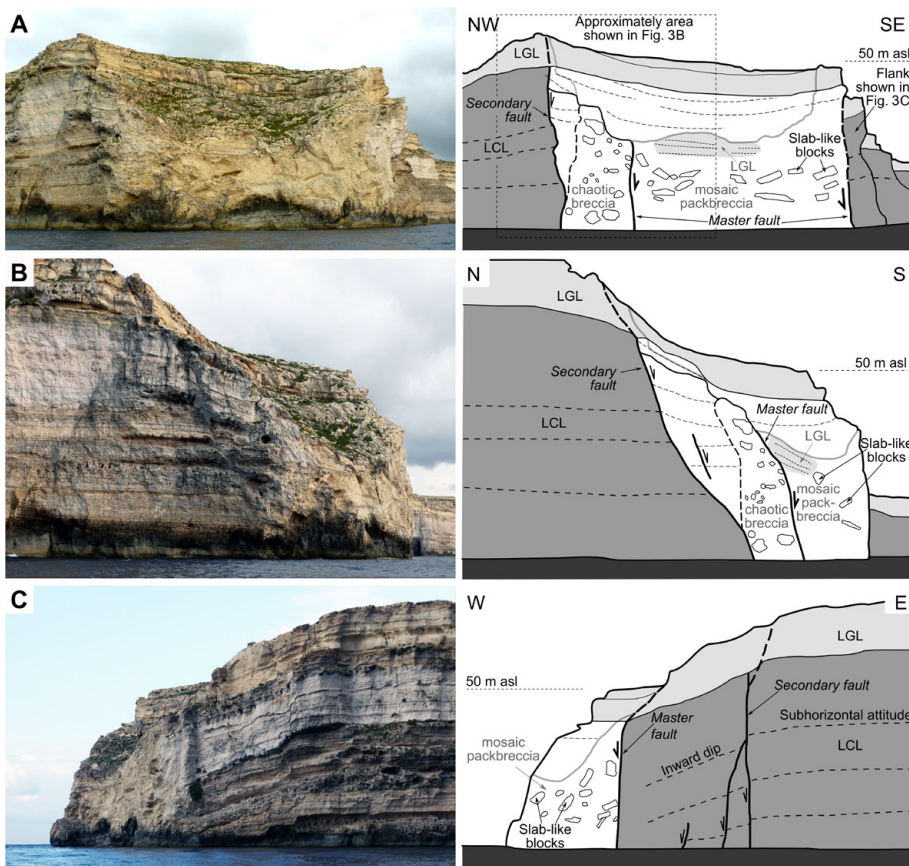 A
NW
Approximately area
shown in Fig. 3B
SE
LGL
50 m asl
Flank
shown in
Fig. 3C
Secondary
fault
LCL
Slab-like
blocks
LGL
chaotic
breccia
mosaic
packbreccia
Master fault
B
N
S
LGL
50 m asl
Secondary
fault
Master fault
LCL
LGL
Slab-like
blocks
mosaic
pack-
breccia
chaotic
breccia
C
W
E
LGL
50 m asl
Secondary fault
Master
fault
Subhorizontal attitude
mosaic
packbreccia
Inward dip
LCL
Slab-like
blocks